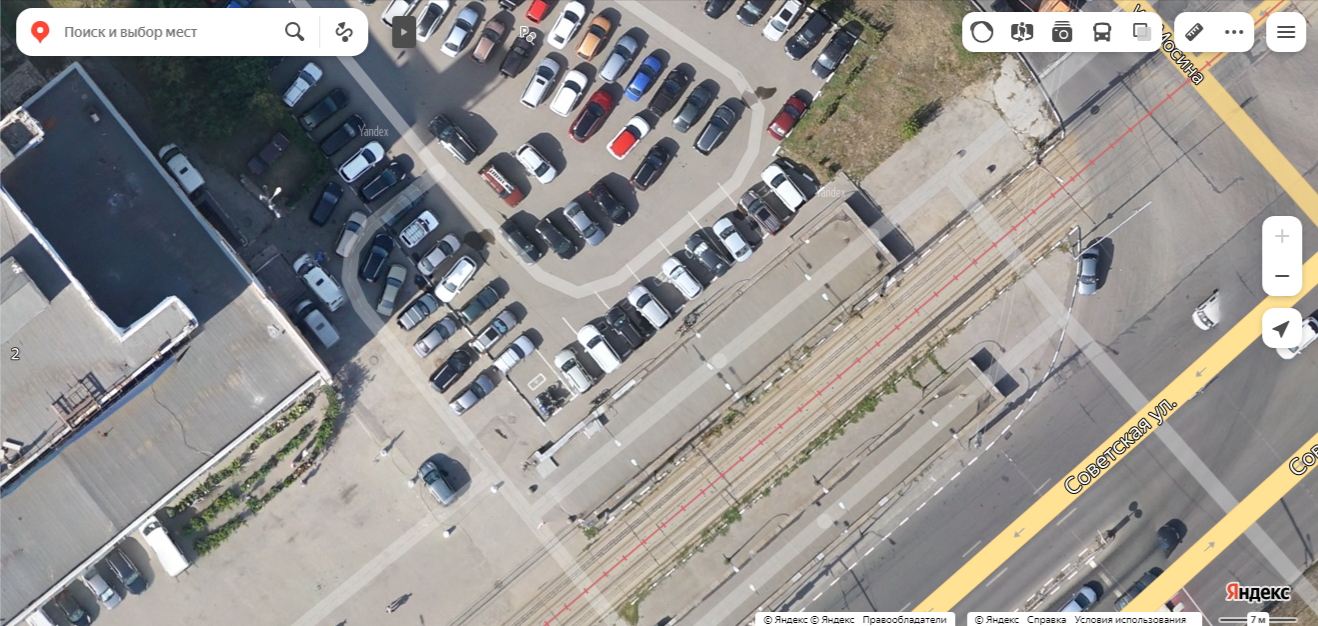 Поиск и выбор мест
P
Yandex
Yandex
2
Советская ул.
Яндекс
© Яндекс © Яндекс Правообладатели
© Яндекс Справка Условия использования
7 м